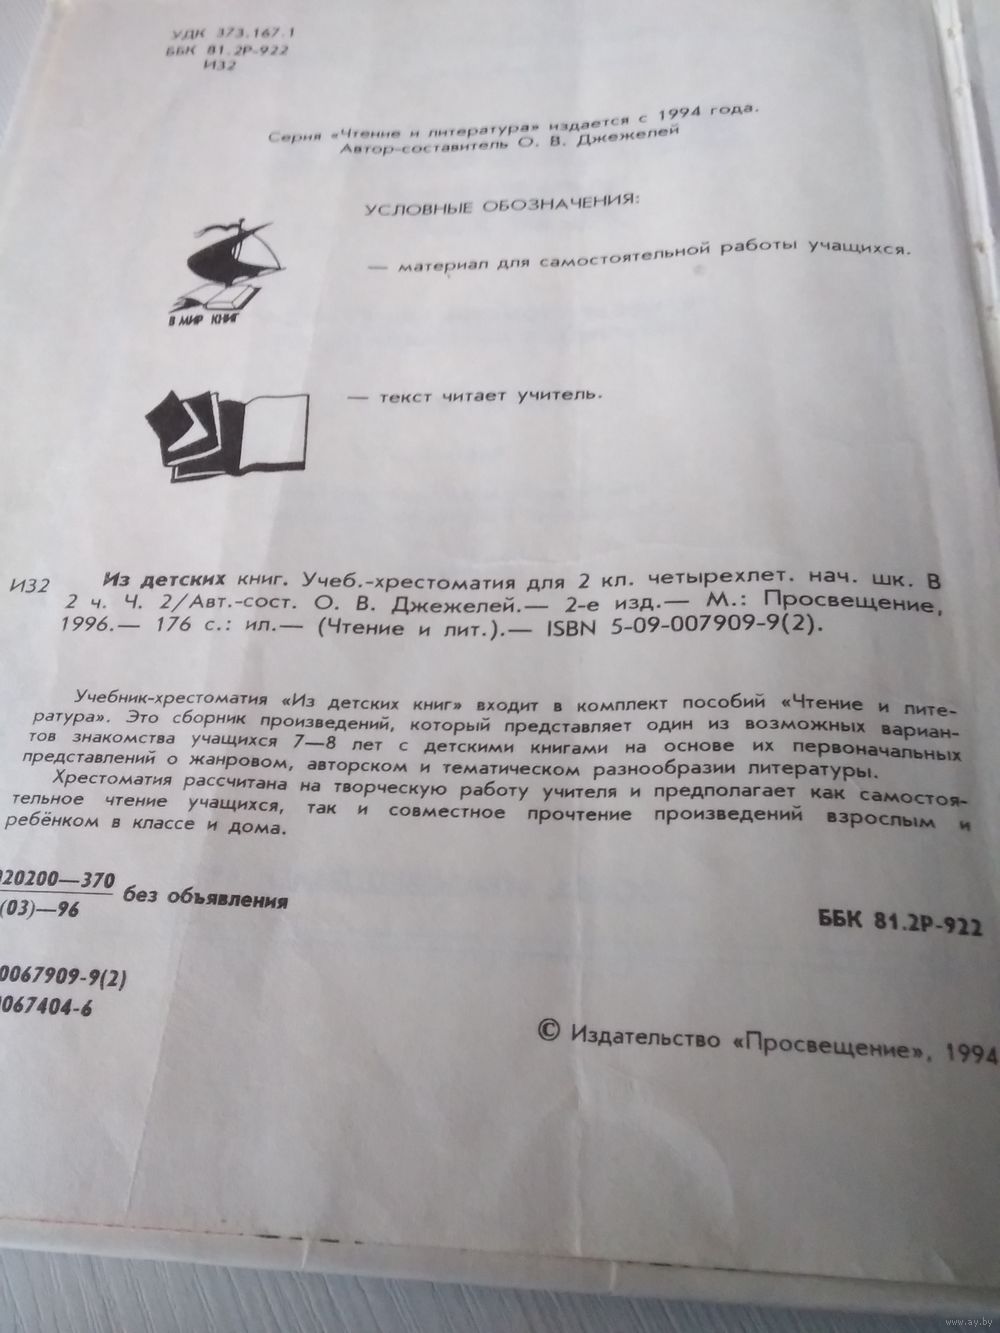 УДК 373.167.1
ББК 81.2Р-922
И32
Серия «Чтение и литература» издается с 1994 года.
Автор-составитель О. В. Джежелей
УСЛОВНЫЕ ОБОЗНАЧЕНИЯ:
— материал для самостоятельной работы учащихся.
В МИР КНИГ
— текст читает учитель.
Из детских книг. Учеб.-хрестоматия для 2 кл. четырехлет. нач. шк. В
И32 2 ч. Ч. 2/Авт.-сост. О. В. Джежелей.— 2-е изд.— М.: Просвещение,
1996.— 176 с.: ил.— (Чтение и лит.).— ISBN 5-09-007909-9(2).
Учебник-хрестоматия «Из детских книг» входит в комплект пособий «Чтение и лите-
ратура». Это сборник произведений, который представляет один из возможных вариан-
тов знакомства учащихся 7—8 лет с детскими книгами на основе их первоначальных
представлений о жанровом, авторском и тематическом разнообразии литературы.
Хрестоматия рассчитана на творческую работу учителя и предполагает как самостоя-
тельное чтение учащихся, так и совместное прочтение произведений взрослым и
ребёнком в классе и дома.
020200—370
(03)—96
без объявления
ББК 81.2Р-922
0067909-9(2)
067404-6
© Издательство «Просвещение», 1994
www.ay.by